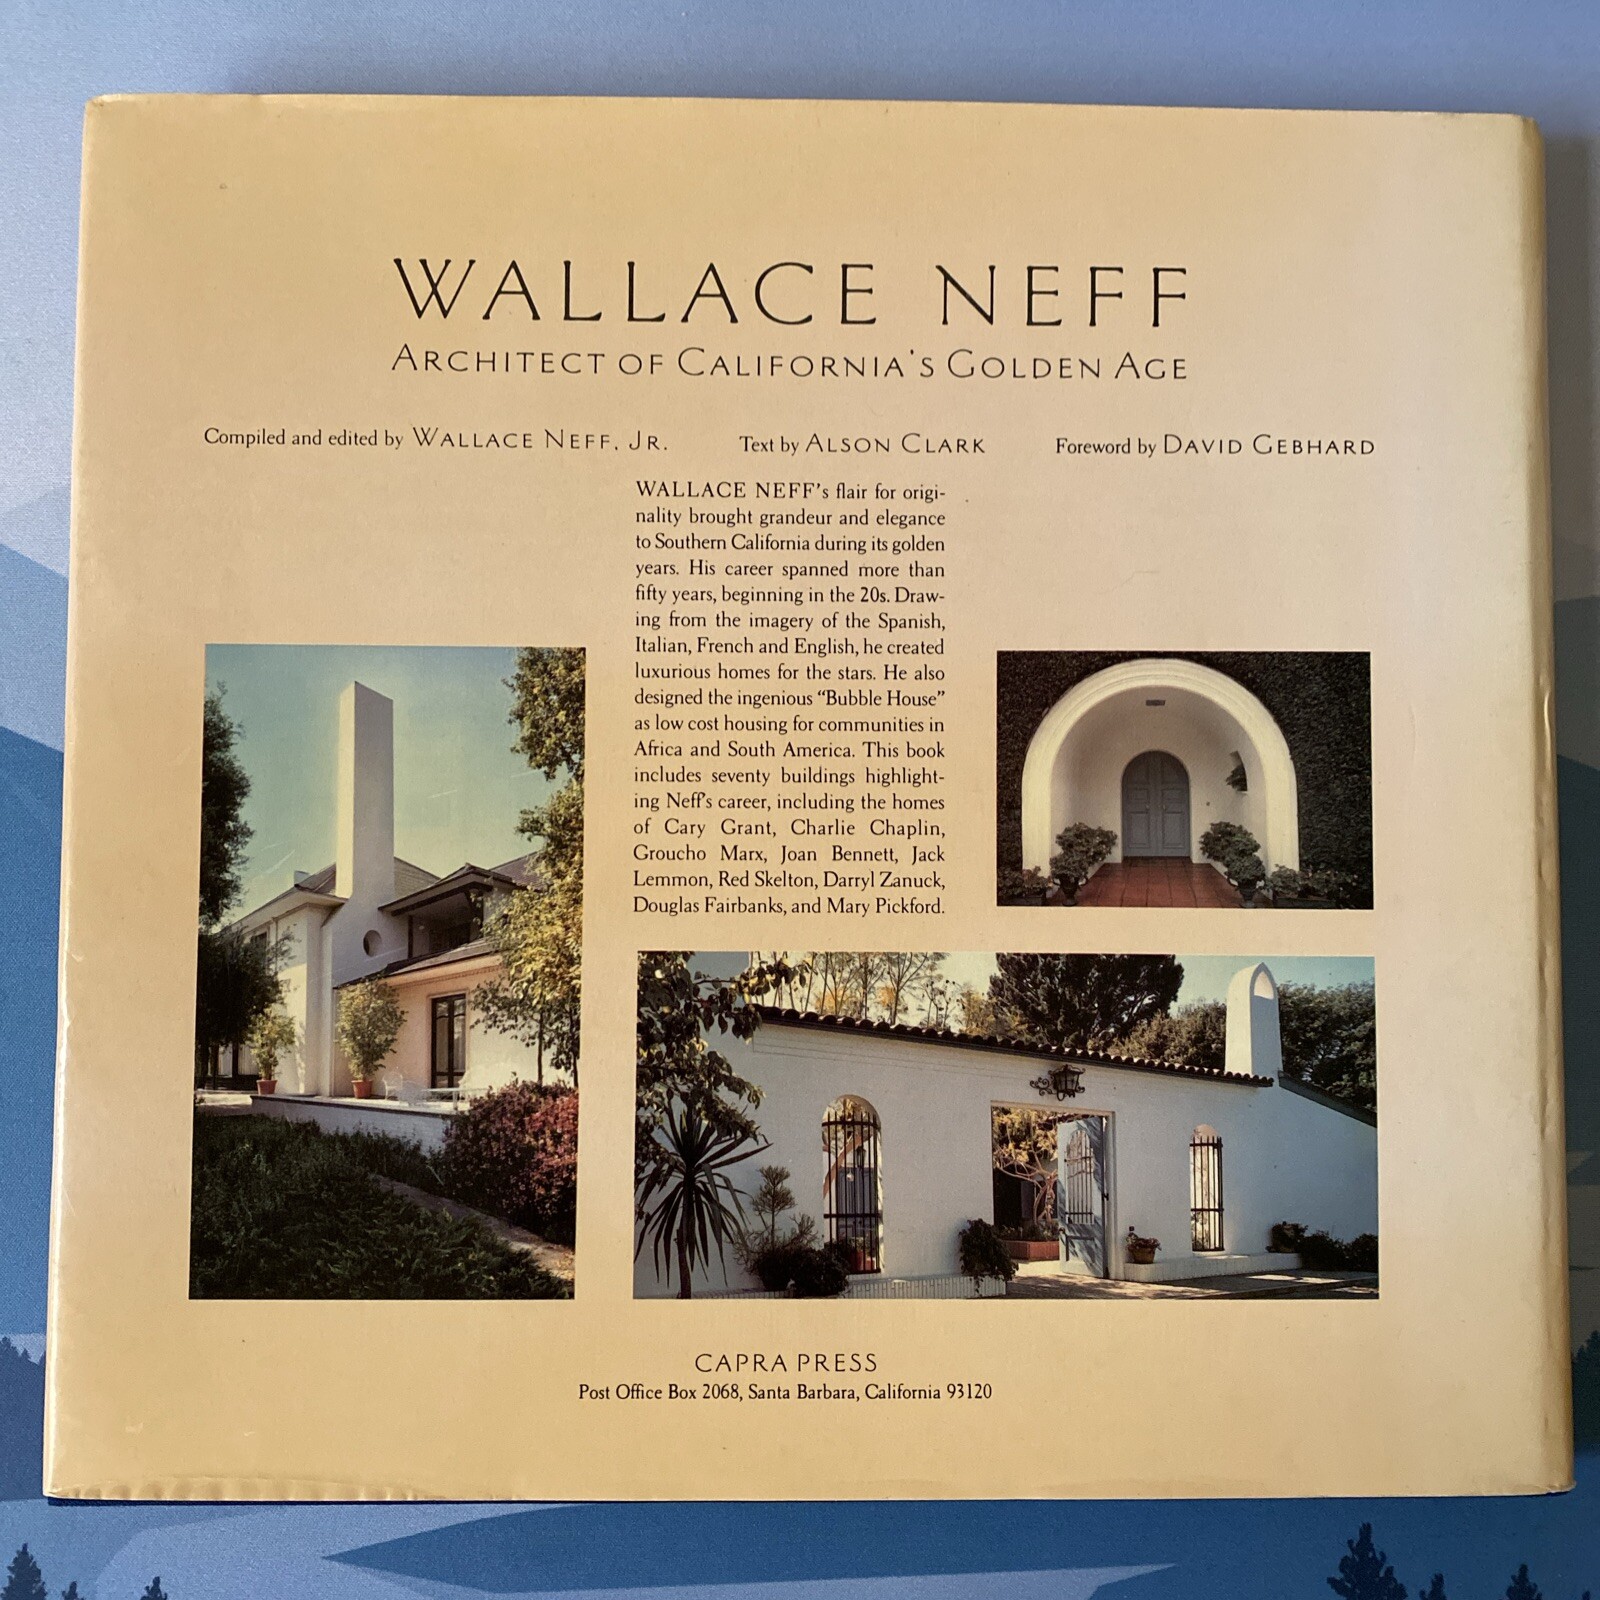 WALLACE NEFF
ARCHITECT OF CALIFORNIA'S GOLDEN AGE
Compiled and edited by WALLACE NEFF, JR.
Text by ALSON CLARK
Foreword by DAVID GEBHARD
WALLACE NEFF's flair for origi-
nality brought grandeur and elegance
to Southern California during its golden
years. His career spanned more than
fifty years, beginning in the 20s. Draw-
ing from the imagery of the Spanish,
Italian, French and English, he created
luxurious homes for the stars. He also
designed the ingenious “Bubble House”
as low cost housing for communities in
Africa and South America. This book
includes seventy buildings highlight-
ing Neff's career, including the homes
of Cary Grant, Charlie Chaplin,
Groucho Marx, Joan Bennett, Jack
Lemmon, Red Skelton, Darryl Zanuck,
Douglas Fairbanks, and Mary Pickford.
CAPRA PRESS
Post Office Box 2068, Santa Barbara, California 93120